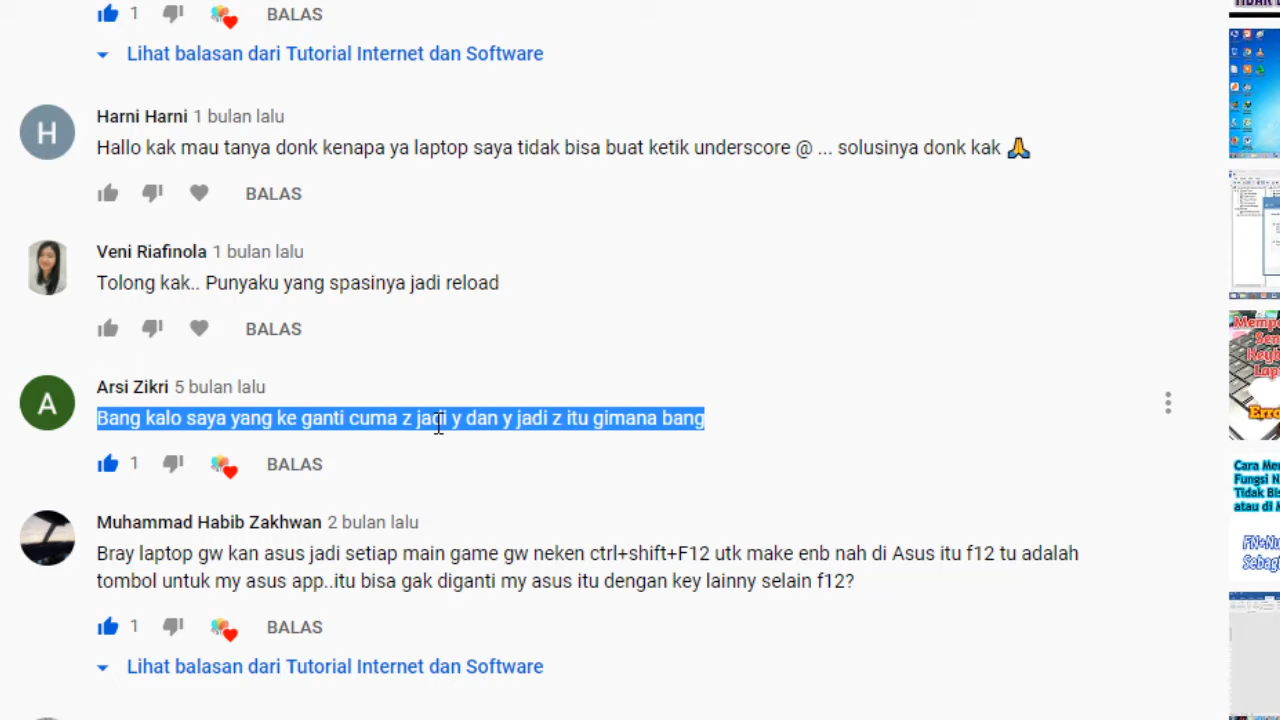 TIDAK
1 BALAS
Lihat balasan dari Tutorial Internet dan Software
H
Harni Harni 1 bulan lalu
Hallo kak mau tanya donk kenapa ya laptop saya tidak bisa buat ketik underscore @ ... solusinya donk kak 🙏
BALAS
Veni Riafinola 1 bulan lalu
Tolong kak.. Punyaku yang spasinya jadi reload
BALAS
A
Arsi Zikri 5 bulan lalu
Bang kalo saya yang ke ganti cuma z jadi y dan y jadi z itu gimana bang
1 BALAS
Muhammad Habib Zakhwan 2 bulan lalu
Bray laptop gw kan asus jadi setiap main game gw neken ctrl+shift+F12 utk make enb nah di Asus itu f12 tu adalah
tombol untuk my asus app..itu bisa gak diganti my asus itu dengan key lainny selain f12?
1 BALAS
Lihat balasan dari Tutorial Internet dan Software
Cara
Fungsi
Tidak
atau di